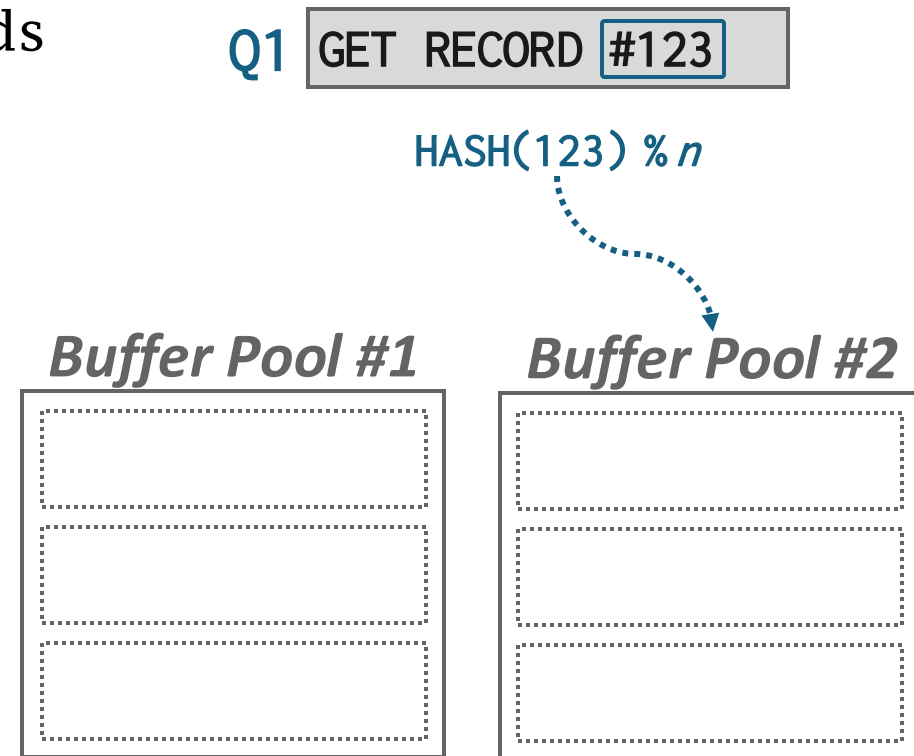 ds
Q1 GET RECORD #123
HASH(123) % n
Buffer Pool #1 Buffer Pool #2